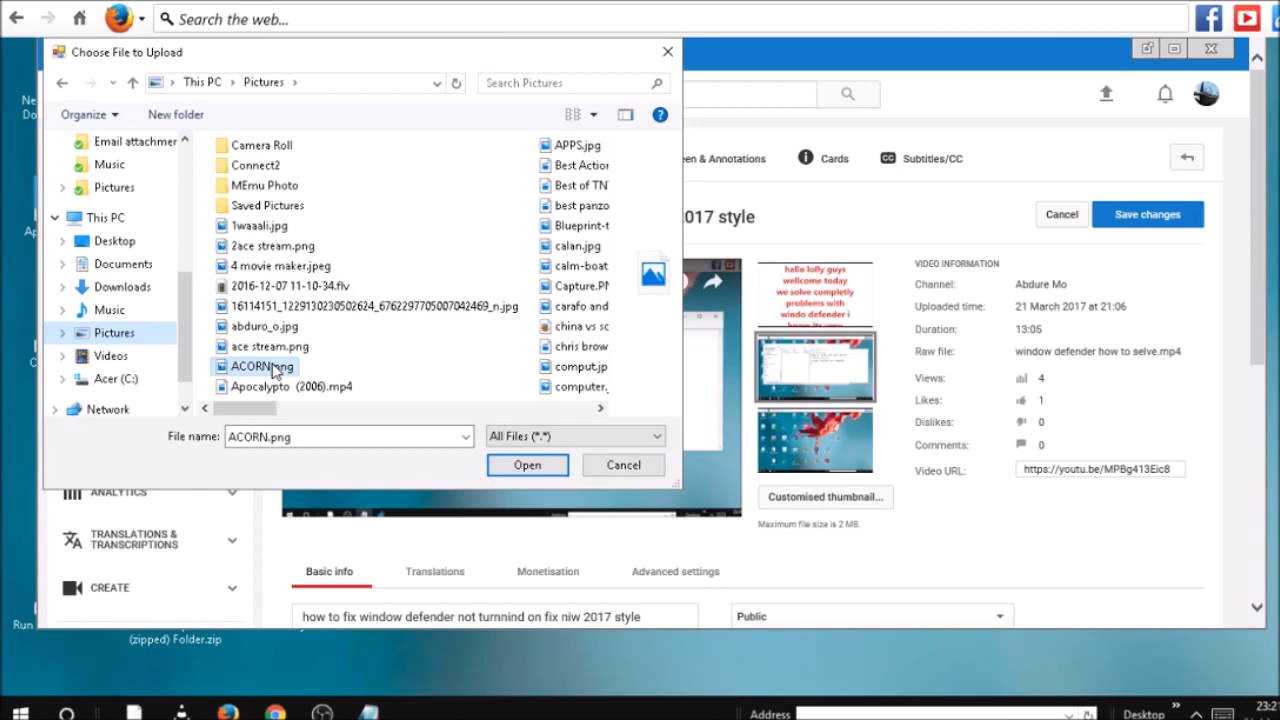 Search the web...
Choose File to Upload
This PC
Pictures
Search Pictures
Organize
New folder
Email attachmer
Music
Pictures
This PC
Desktop
Documents
Downloads
Music
Pictures
Videos
Acer (C:)
Network
Camera Roll
Connect2
MEmu Photo
Saved Pictures
1waaali.jpg
2ace stream.png
4 movie maker.jpeg
2016-12-07 11-10-34.flv
16114151_1229130230502624_6762297705007042469_n.jpg
abduro_o.jpg
ace stream.png
ACORN.png
Apocalypto (2006).mp4
APPS.jpg
Best Action
Best of TN
best panzo
Blueprint-t
calan.jpg
calm-boat
Capture.PN
carafo and
china vs sc
chris brow
comput.jp
computer.
File name:
ACORN.png
All Files (*.*)
Open
Cancel
en & Annotations
Cards
CC
Subtitles/CC
017 style
Cancel
Save changes
hallo lolly guys
wellcome today
we solve completly
problems with
windo defender i
VIDEO INFORMATION
Channel:
Abdure Mo
Uploaded time:
21 March 2017 at 21:06
Duration:
13:05
Raw file:
window defender how to selve.mp4
Views:
4
Likes:
1
Dislikes:
0
Comments:
0
Video URL:
https://youtu.be/MPBg413Eic8
Customised thumbnail...
Maximum file size is 2 MB.
ANALYTICS
TRANSLATIONS &
TRANSCRIPTIONS
CREATE
Basic info
Translations
Monetisation
Advanced settings
how to fix window defender not turnnind on fix niw 2017 style
Public
Ne
Do
Ap
Run
(zipped) Folder.zip
Address
Desktop
23:2